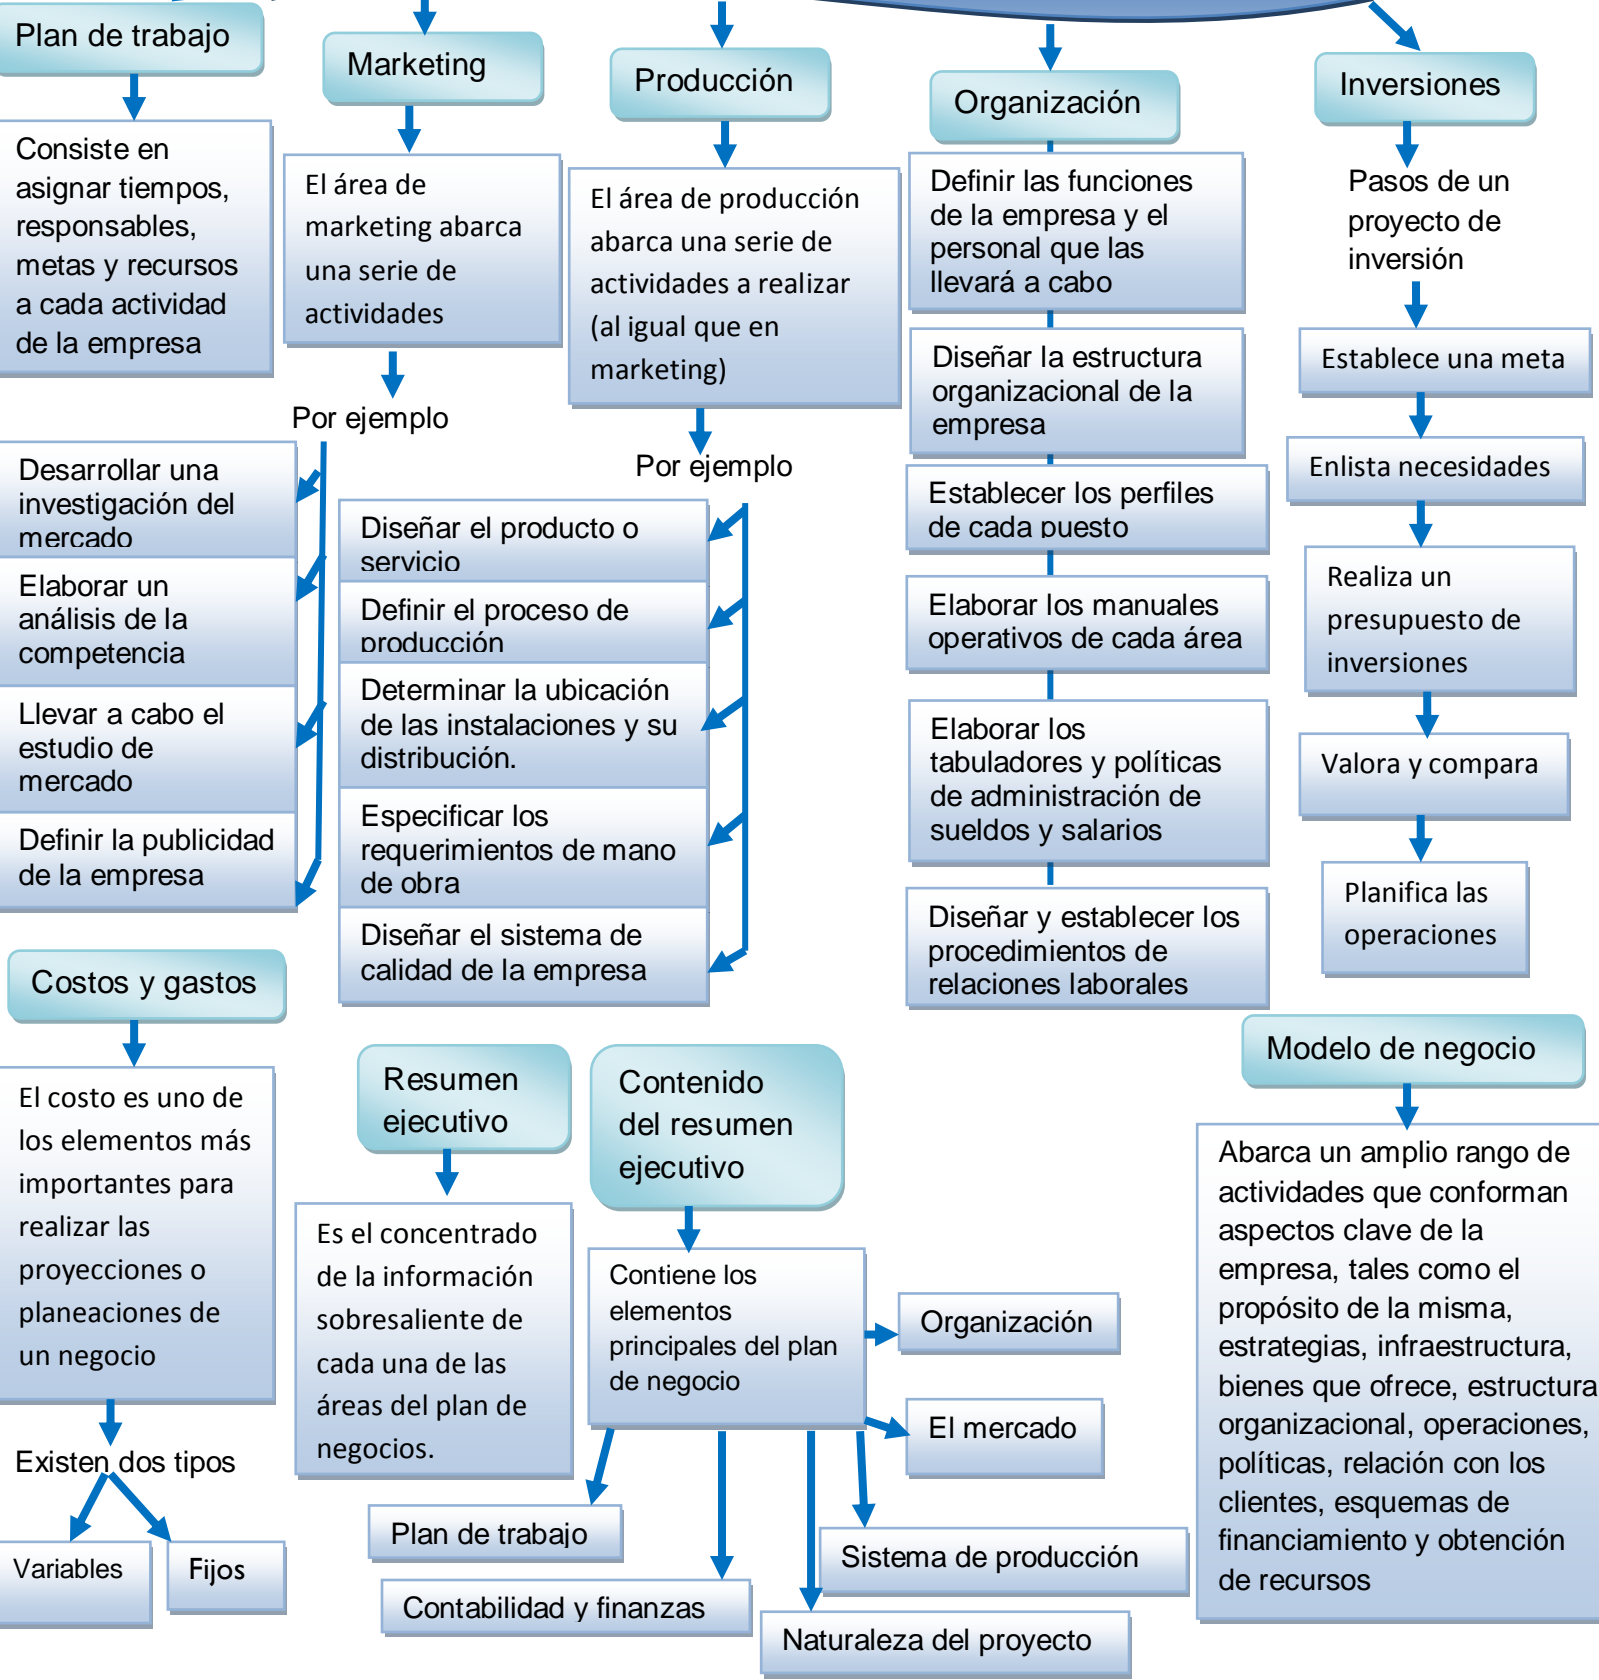 Plan de trabajo
Consiste en
asignar tiempos,
responsables,
metas y recursos
a cada actividad
de la empresa
Marketing
El área de
marketing abarca
una serie de
actividades
Por ejemplo
Desarrollar una
investigación del
mercado
Elaborar un
análisis de la
competencia
Llevar a cabo el
estudio de
mercado
Definir la publicidad
de la empresa
Producción
El área de producción
abarca una serie de
actividades a realizar
(al igual que en
marketing)
Por ejemplo
Diseñar el producto o
servicio
Definir el proceso de
producción
Determinar la ubicación
de las instalaciones y su
distribución.
Especificar los
requerimientos de mano
de obra
Diseñar el sistema de
calidad de la empresa
Organización
Definir las funciones
de la empresa y el
personal que las
llevará a cabo
Diseñar la estructura
organizacional de la
empresa
Establecer los perfiles
de cada puesto
Elaborar los manuales
operativos de cada área
Elaborar los
tabuladores y políticas
de administración de
sueldos y salarios
Diseñar y establecer los
procedimientos de
relaciones laborales
Inversiones
Pasos de un
proyecto de
inversión
Establece una meta
Enlista necesidades
Realiza un
presupuesto de
inversiones
Valora y compara
Planifica las
operaciones
Costos y gastos
El costo es uno de
los elementos más
importantes para
realizar las
proyecciones o
planeaciones de
un negocio
Existen dos tipos
Variables
Fijos
Resumen
ejecutivo
Es el concentrado
de la información
sobresaliente de
cada una de las
áreas del plan de
negocios.
Contenido
del resumen
ejecutivo
Contiene los
elementos
principales del plan
de negocio
Organización
El mercado
Plan de trabajo
Sistema de producción
Contabilidad y finanzas
Naturaleza del proyecto
Modelo de negocio
Abarca un amplio rango de
actividades que conforman
aspectos clave de la
empresa, tales como el
propósito de la misma,
estrategias, infraestructura,
bienes que ofrece, estructura
organizacional, operaciones,
políticas, relación con los
clientes, esquemas de
financiamiento y obtención
de recursos